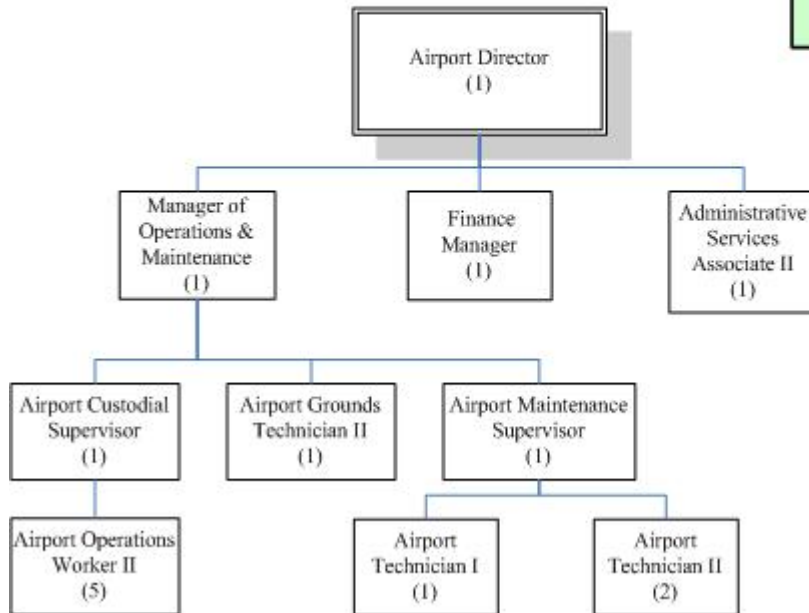 Airport Director
(1)
Manager of
Operations &
Maintenance
(1)
Finance
Manager
(1)
Administrative
Services
Associate II
(1)
Airport Custodial
Supervisor
(1)
Airport Grounds
Technician II
(1)
Airport Maintenance
Supervisor
(1)
Airport Operations
Worker II
(5)
Airport
Technician I
(1)
Airport
Technician II
(2)